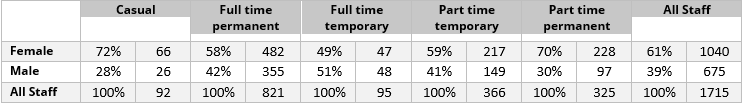 Casual Full time permanent Full time temporary Part time temporary Part time permanent All Staff
Female 72% 66 58% 482 49% 47 59% 217 70% 228 61% 1040
Male 28% 26 42% 355 51% 48 41% 149 30% 97 39% 675
All Staff 100% 92 100% 821 100% 95 100% 366 100% 325 100% 1715